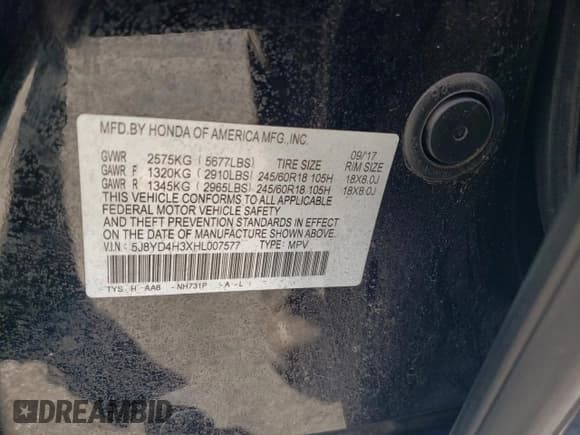 MFD.BY HONDA OF AMERICA MFG.,INC.
09/17
GVWR 2575KG (5677LBS) TIRE SIZE RIM SIZE
GAWR F 1320KG (2910LBS) 245/60R18 105H 18X8.0J
GAWR R 1345KG (2965LBS) 245/60R18 105H 18X8.0J
THIS VEHICLE CONFORMS TO ALL APPLICABLE
FEDERAL MOTOR VEHICLE SAFETY
AND THEFT PREVENTION STANDARDS IN EFFECT
ON THE DATE OF MANUFACTURE SHOWN ABOVE.
V.I.N.: 5J8YD4H3XHL007577 TYPE: MPV
TYS H -AA6 -NH731P -A -L
DREAMBID